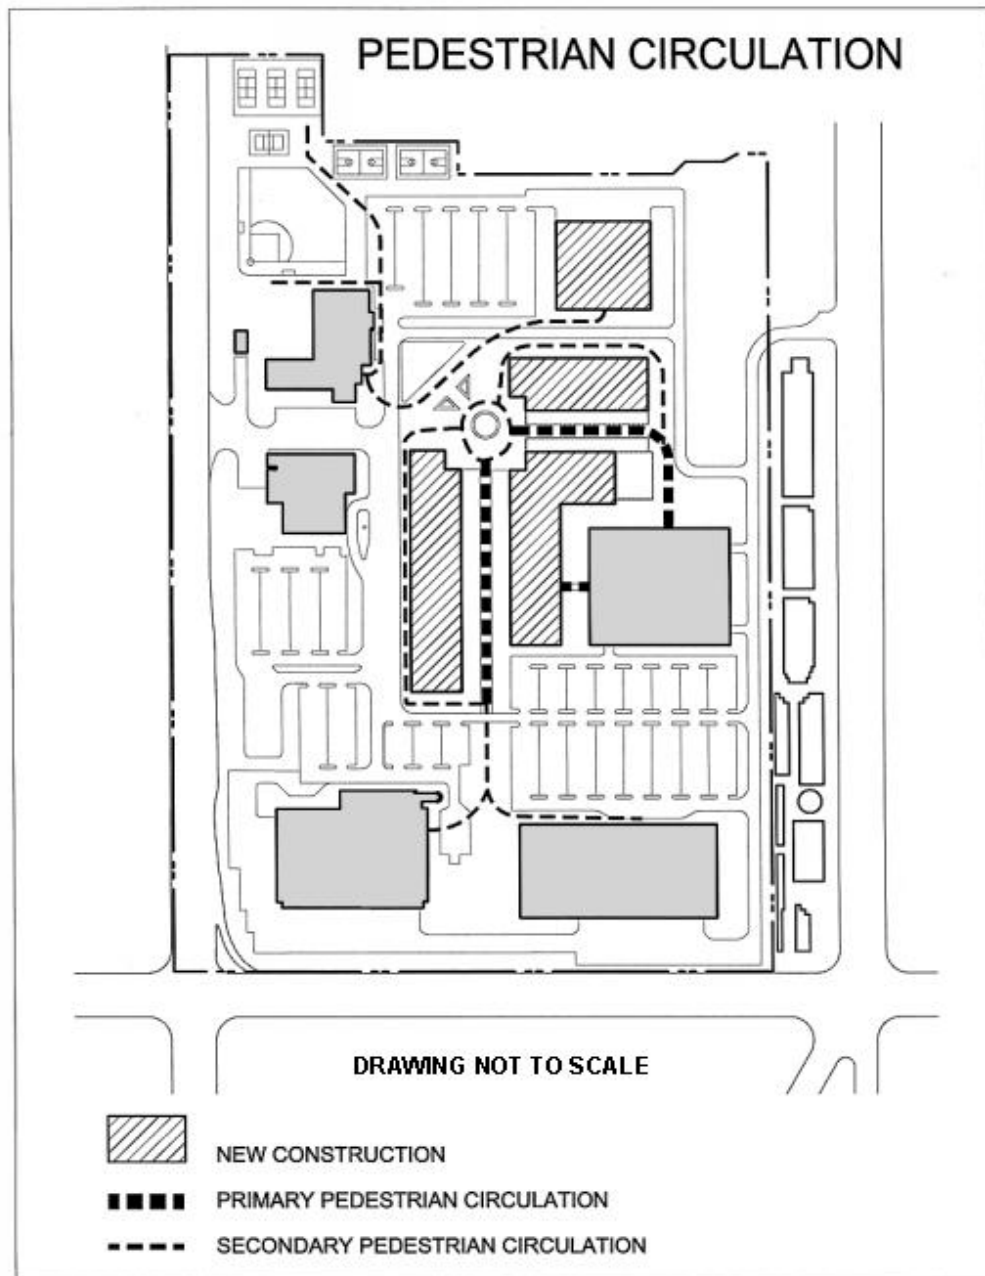 PEDESTRIAN CIRCULATION
DRAWING NOT TO SCALE
NEW CONSTRUCTION
PRIMARY PEDESTRIAN CIRCULATION
SECONDARY PEDESTRIAN CIRCULATION